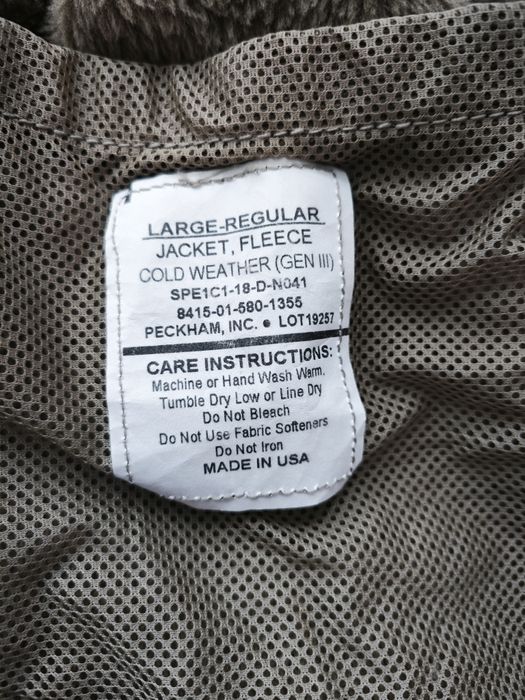 LARGE-REGULAR
JACKET, FLEECE
COLD WEATHER (GEN III)
SPE1C1-18-D-N041
8415-01-580-1355
PECKHAM, INC. • LOT19257
CARE INSTRUCTIONS:
Machine or Hand Wash Warm.
Tumble Dry Low or Line Dry
Do Not Bleach
Do Not Use Fabric Softeners
Do Not Iron
MADE IN USA